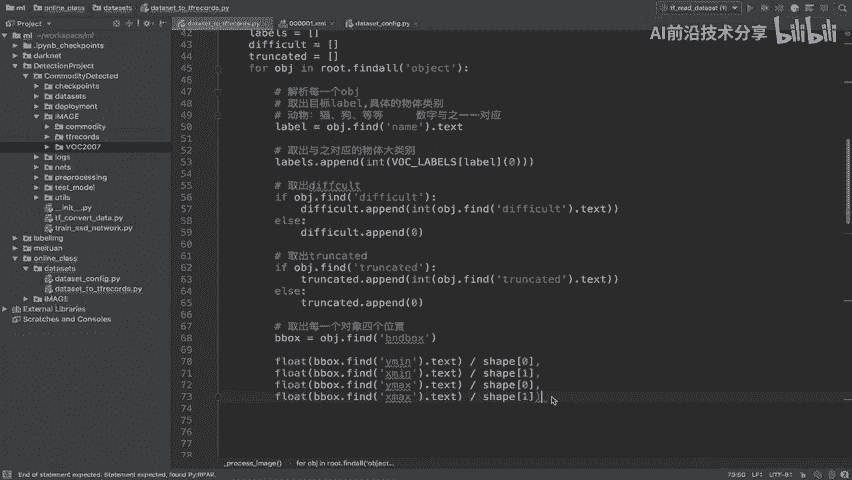 ml
online_class
datasets
dataset_to_tfrecords.py
tf_read_dataset (1)
AI前沿技术分享
bilibili
Project
dataset_to_tfrecords.py
000001.xml
dataset_config.py
ml ~/workspace/ml
.ipynb_checkpoints
darknet
DetectionProject
CommodityDetected
checkpoints
datasets
deployment
IMAGE
commodity
tfrecords
VOC2007
logs
nets
preprocessing
test_model
utils
__init__.py
tf_convert_data.py
train_ssd_network.py
labelImg
meituan
online_class
datasets
dataset_config.py
dataset_to_tfrecords.py
IMAGE
External Libraries
Scratches and Consoles
42 labels = []
43 difficult = []
44 truncated = []
45 for obj in root.findall('object'):
46
47 # 解析每一个obj
48 # 取出目标label,具体的物体类别
49 # 动物：猫、狗、等等 数字与之一一对应
50 label = obj.find('name').text
51
52 # 取出与之对应的物体大类别
53 labels.append(int(VOC_LABELS[label](0)))
54
55 # 取出diffcult
56 if obj.find('difficult'):
57 difficult.append(int(obj.find('difficult').text))
58 else:
59 difficult.append(0)
60
61 # 取出truncated
62 if obj.find('truncated'):
63 truncated.append(int(obj.find('truncated').text))
64 else:
65 truncated.append(0)
66
67 # 取出每一个对象四个位置
68 bbox = obj.find('bndbox')
69
70 float(bbox.find('ymin').text) / shape[0],
71 float(bbox.find('xmin').text) / shape[1],
72 float(bbox.find('ymax').text) / shape[0],
73 float(bbox.find('xmax').text) / shape[1])
74
75
76
77
78
_process_image()
for obj in root.findall('object...
End of statement expected. Statement expected, found Py:RPAR.
73:50
LF:
UTF-8: